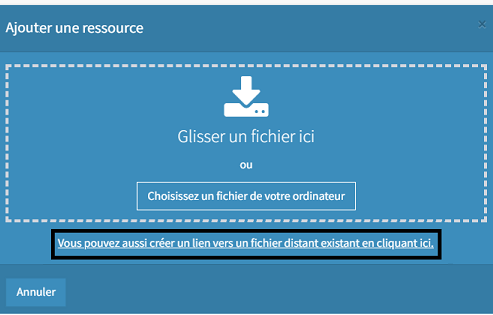 Ajouter une ressource
×
Glisser un fichier ici
ou
Choisissez un fichier de votre ordinateur
Vous pouvez aussi créer un lien vers un fichier distant existant en cliquant ici.
Annuler